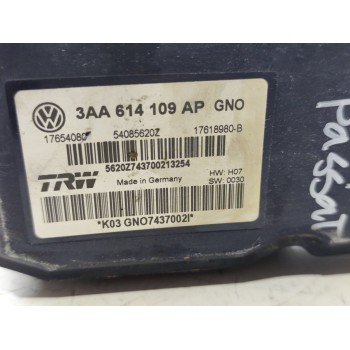 3AA 614 109 AP GNO
17654080 54085620Z 17618980-B
5620Z743700213254
TRW
Made in Germany
HW: H07
SW: 0030
*K03 GNO7437002I*
Passat